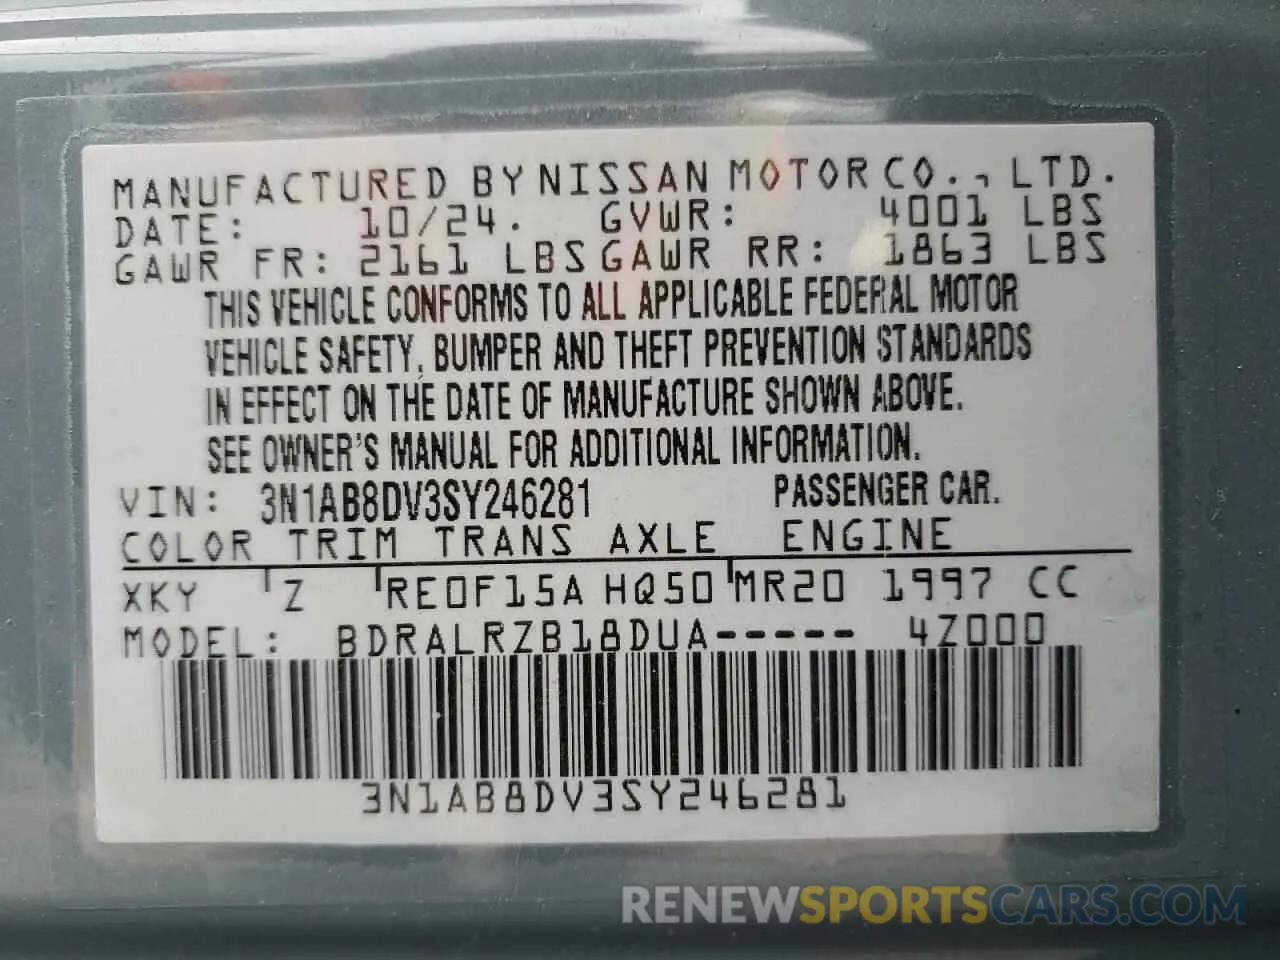 MANUFACTURED BY NISSAN MOTOR CO., LTD.
DATE: 10/24. GVWR: 4001 LBS
GAWR FR: 2161 LBS GAWR RR: 1863 LBS
THIS VEHICLE CONFORMS TO ALL APPLICABLE FEDERAL MOTOR
VEHICLE SAFETY, BUMPER AND THEFT PREVENTION STANDARDS
IN EFFECT ON THE DATE OF MANUFACTURE SHOWN ABOVE.
SEE OWNER'S MANUAL FOR ADDITIONAL INFORMATION.
VIN: 3N1AB8DV3SY246281 PASSENGER CAR.
COLOR TRIM TRANS AXLE ENGINE
XKY Z RE0F15A HQ50 MR20 1997 CC
MODEL: BDRALRZB18DUA----- 4Z000
3N1AB8DV3SY246281
RENEWSPORTSCARS.COM